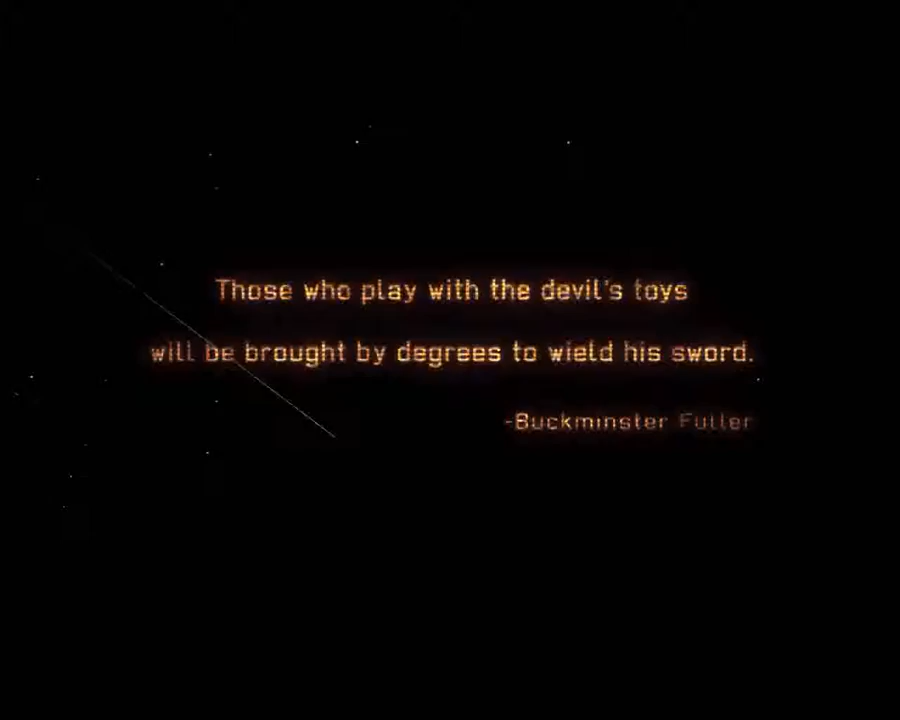 Those who play with the devil's toys
will be brought by degrees to wield his sword.
-Buckminster Fuller